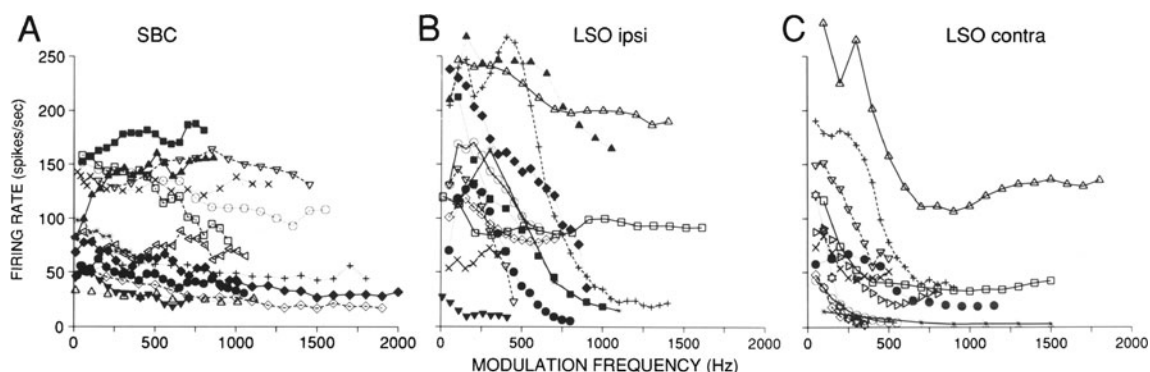 A SBC
B LSO ipsi
C LSO contra
FIRING RATE (spikes/sec)
250
200
150
100
50
0
0 500 1000 1500 2000
0 500 1000 1500 2000
0 500 1000 1500 2000
MODULATION FREQUENCY (Hz)